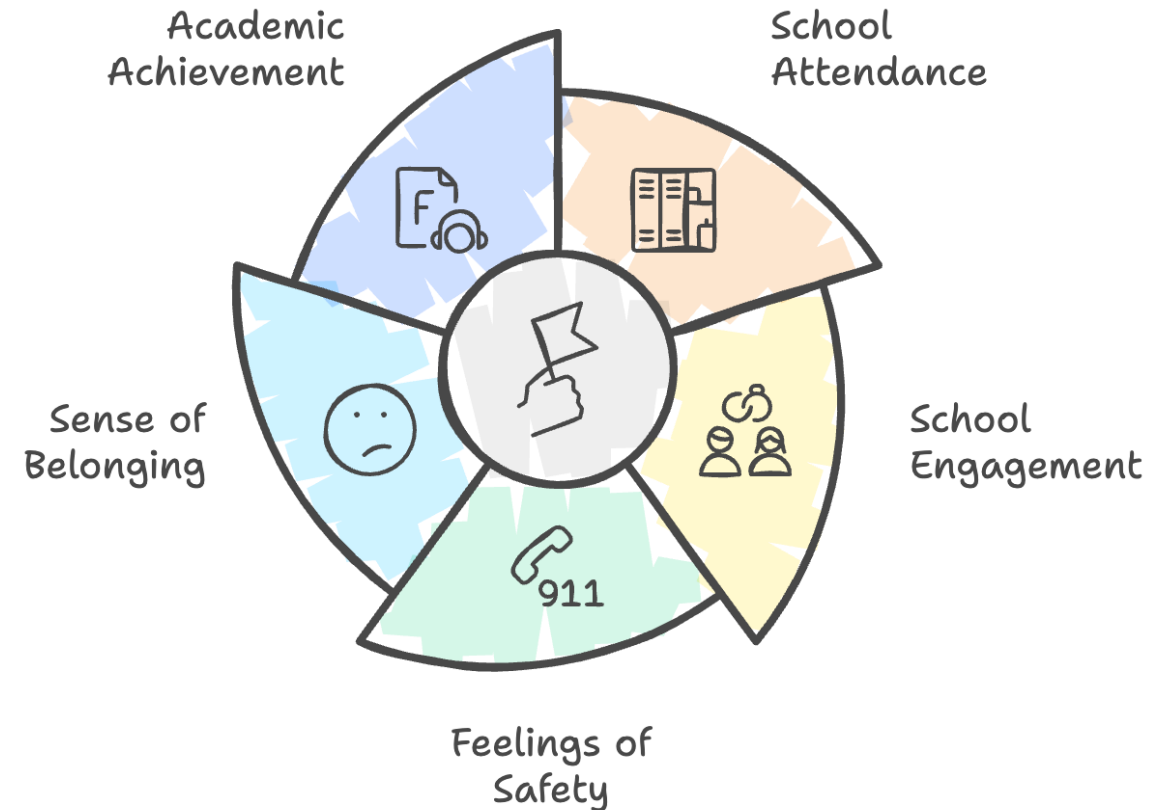 Academic
Achievement
School
Attendance
F
Sense of
Belonging
School
Engagement
911
Feelings of
Safety